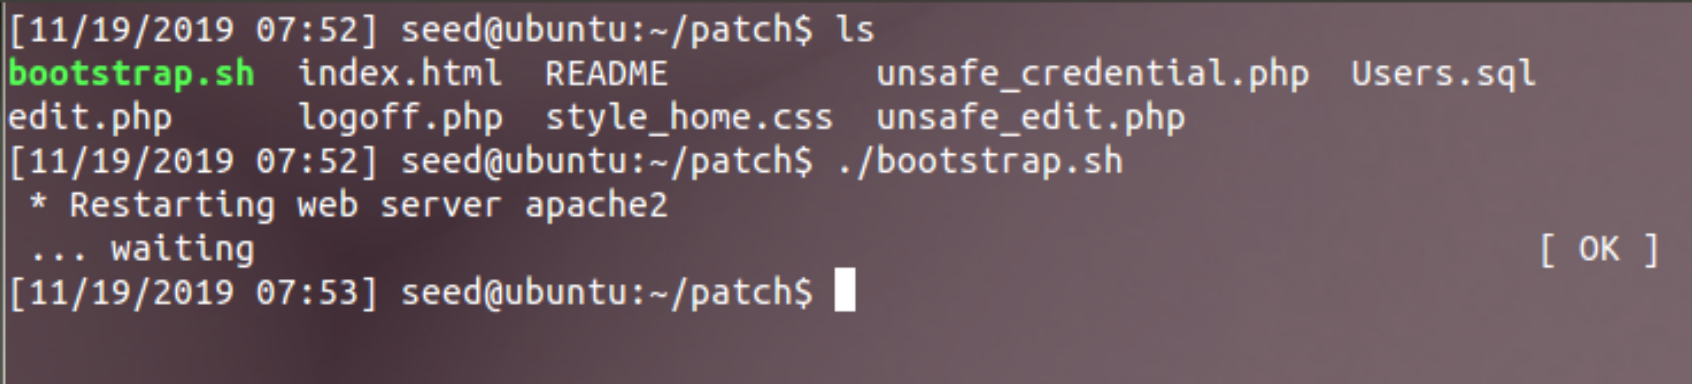 [11/19/2019 07:52] seed@ubuntu:~/patch$ ls
bootstrap.sh  index.html  README          unsafe_credential.php  Users.sql
edit.php      logoff.php  style_home.css  unsafe_edit.php
[11/19/2019 07:52] seed@ubuntu:~/patch$ ./bootstrap.sh
 * Restarting web server apache2
 ... waiting                                                               [ OK ]
[11/19/2019 07:53] seed@ubuntu:~/patch$